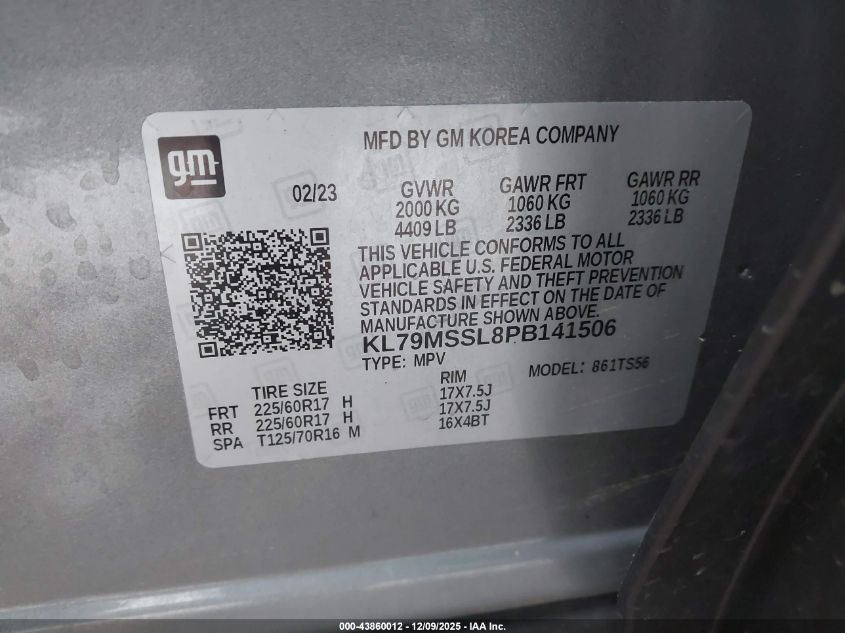 MFD BY GM KOREA COMPANY
gm
02/23
GVWR GAWR FRT GAWR RR
2000 KG 1060 KG 1060 KG
4409 LB 2336 LB 2336 LB
THIS VEHICLE CONFORMS TO ALL
APPLICABLE U.S. FEDERAL MOTOR
VEHICLE SAFETY AND THEFT PREVENTION
STANDARDS IN EFFECT ON THE DATE OF
MANUFACTURE SHOWN ABOVE.
KL79MSSL8PB141506
TYPE: MPV MODEL: 861TS56
TIRE SIZE RIM
FRT 225/60R17 H 17X7.5J
RR 225/60R17 H 17X7.5J
SPA T125/70R16 M 16X4BT
000-43860012 - 12/09/2025 - IAA Inc.